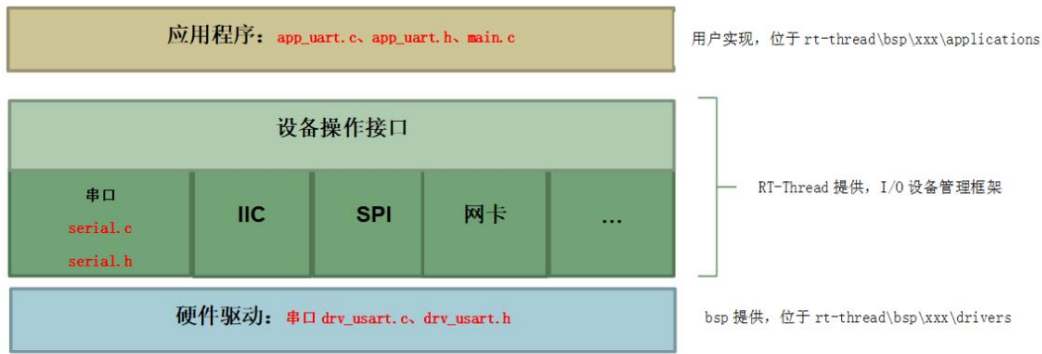 应用程序：app_uart.c、app_uart.h、main.c
用户实现，位于 rt-thread\bsp\xxx\applications
设备操作接口
串口
serial.c
serial.h
IIC
SPI
网卡
...
RT-Thread 提供，I/O 设备管理框架
硬件驱动：串口 drv_usart.c、drv_usart.h
bsp 提供，位于 rt-thread\bsp\xxx\drivers